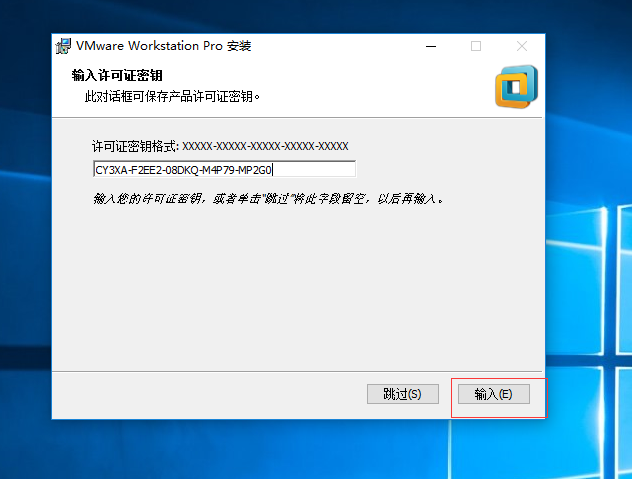 VMware Workstation Pro 安装
输入许可证密钥
此对话框可保存产品许可证密钥。
许可证密钥格式: XXXXX-XXXXX-XXXXX-XXXXX-XXXXX
CY3XA-F2EE2-08DKQ-M4P79-MP2G0
输入您的许可证密钥，或者单击"跳过"将此字段留空，以后再输入。
跳过(S) 输入(E)